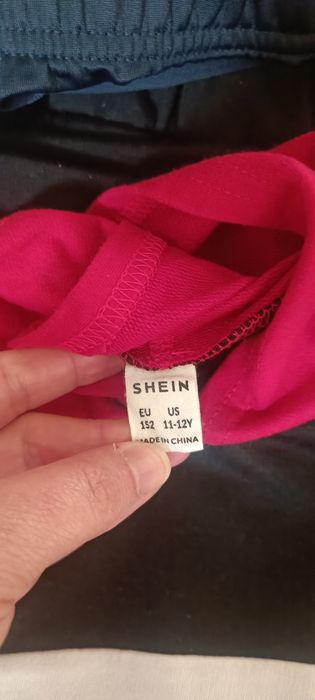 SHEIN
EU US
152 11-12Y
MADE IN CHINA